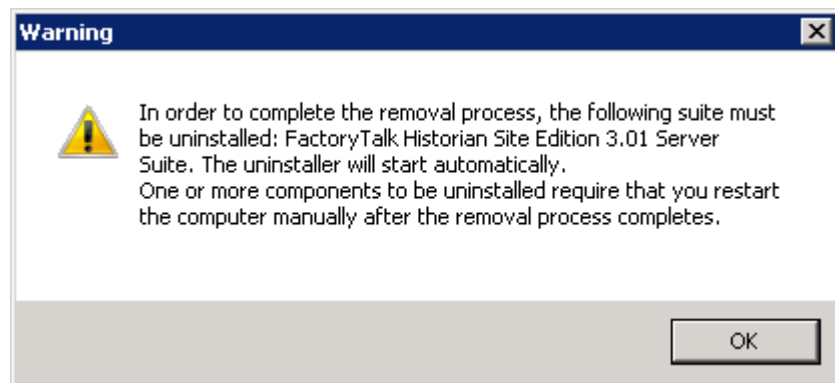 Warning
In order to complete the removal process, the following suite must
be uninstalled: FactoryTalk Historian Site Edition 3.01 Server
Suite. The uninstaller will start automatically.
One or more components to be uninstalled require that you restart
the computer manually after the removal process completes.
OK